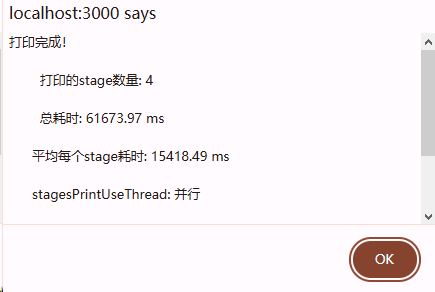 localhost:3000 says
打印完成!
打印的stage数量: 4
总耗时: 61673.97 ms
平均每个stage耗时: 15418.49 ms
stagesPrintUseThread: 并行
OK